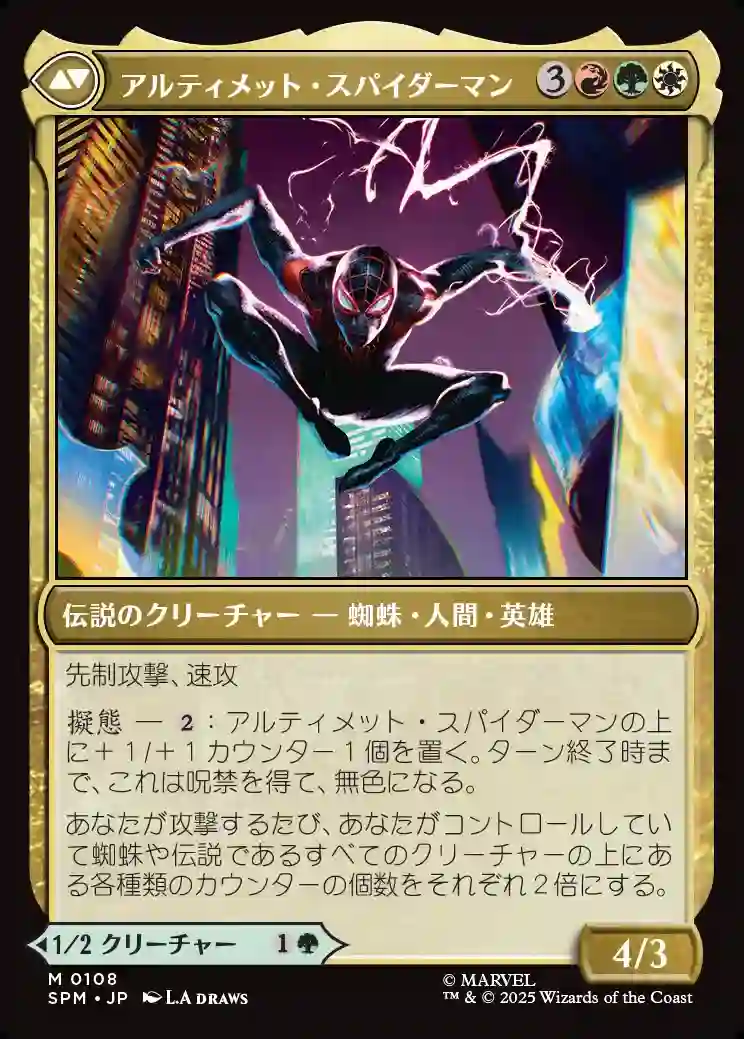 アルティメット・スパイダーマン 3
伝説のクリーチャー — 蜘蛛・人間・英雄
先制攻撃、速攻
擬態 — 2：アルティメット・スパイダーマンの上
に＋１/＋１カウンター１個を置く。ターン終了時ま
で、これは呪禁を得て、無色になる。
あなたが攻撃するたび、あなたがコントロールしてい
て蜘蛛や伝説であるすべてのクリーチャーの上にあ
る各種類のカウンターの個数をそれぞれ２倍にする。
1/2 クリーチャー 1
4/3
M 0108
SPM • JP L.A DRAWS
© MARVEL
™ & © 2025 Wizards of the Coast